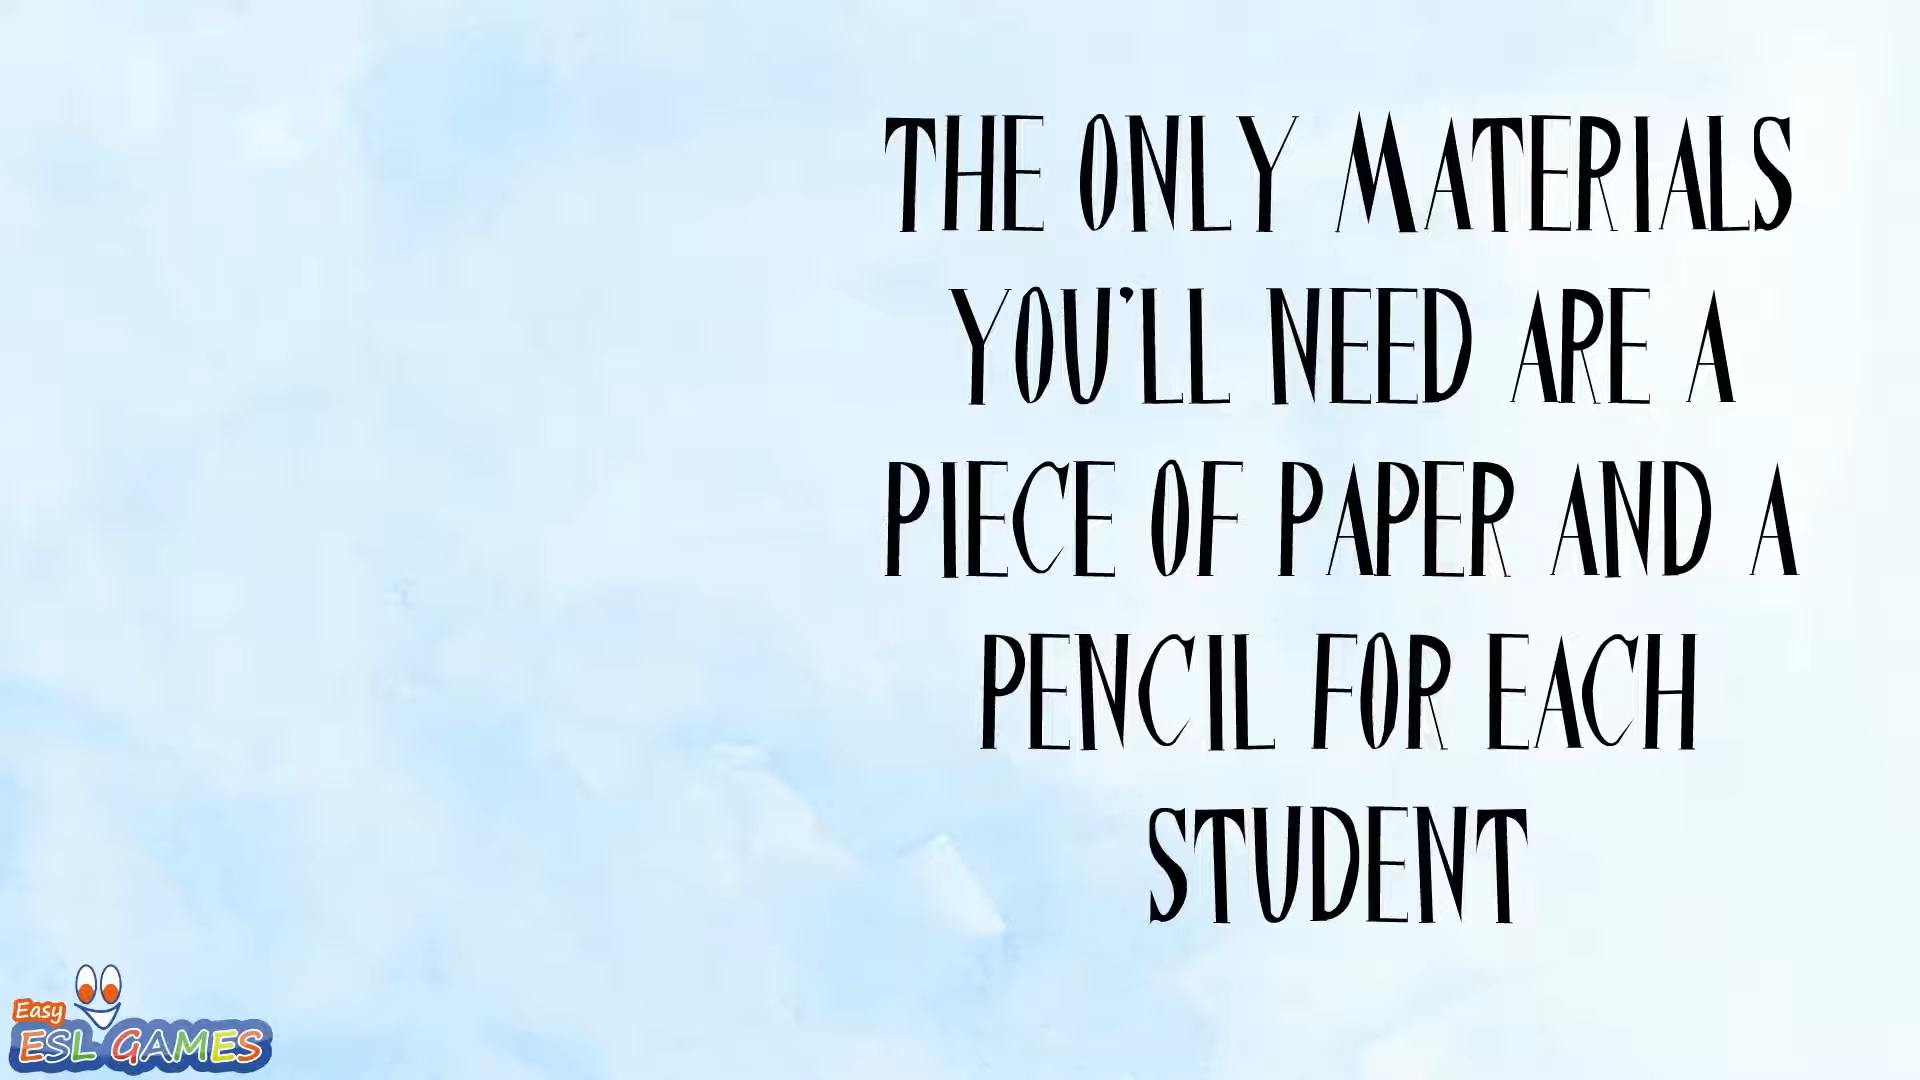 THE ONLY MATERIALS
YOU'LL NEED ARE A
PIECE OF PAPER AND A
PENCIL FOR EACH
STUDENT
Easy
ESL GAMES